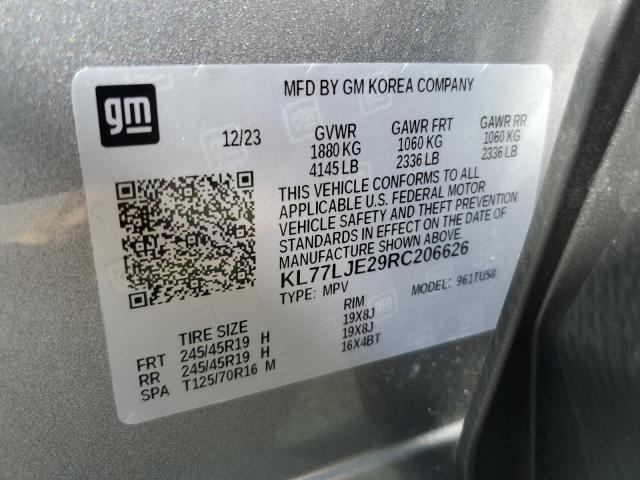 gm
MFD BY GM KOREA COMPANY
12/23
GVWR
1880 KG
4145 LB
GAWR FRT
1060 KG
2336 LB
GAWR RR
1060 KG
2336 LB
THIS VEHICLE CONFORMS TO ALL
APPLICABLE U.S. FEDERAL MOTOR
VEHICLE SAFETY AND THEFT PREVENTION
STANDARDS IN EFFECT ON THE DATE OF
MANUFACTURE SHOWN ABOVE.
KL77LJE29RC206626
TYPE: MPV
MODEL: 961TU58
TIRE SIZE
RIM
FRT 245/45R19 H 19X8J
RR 245/45R19 H 19X8J
SPA T125/70R16 M 16X4BT